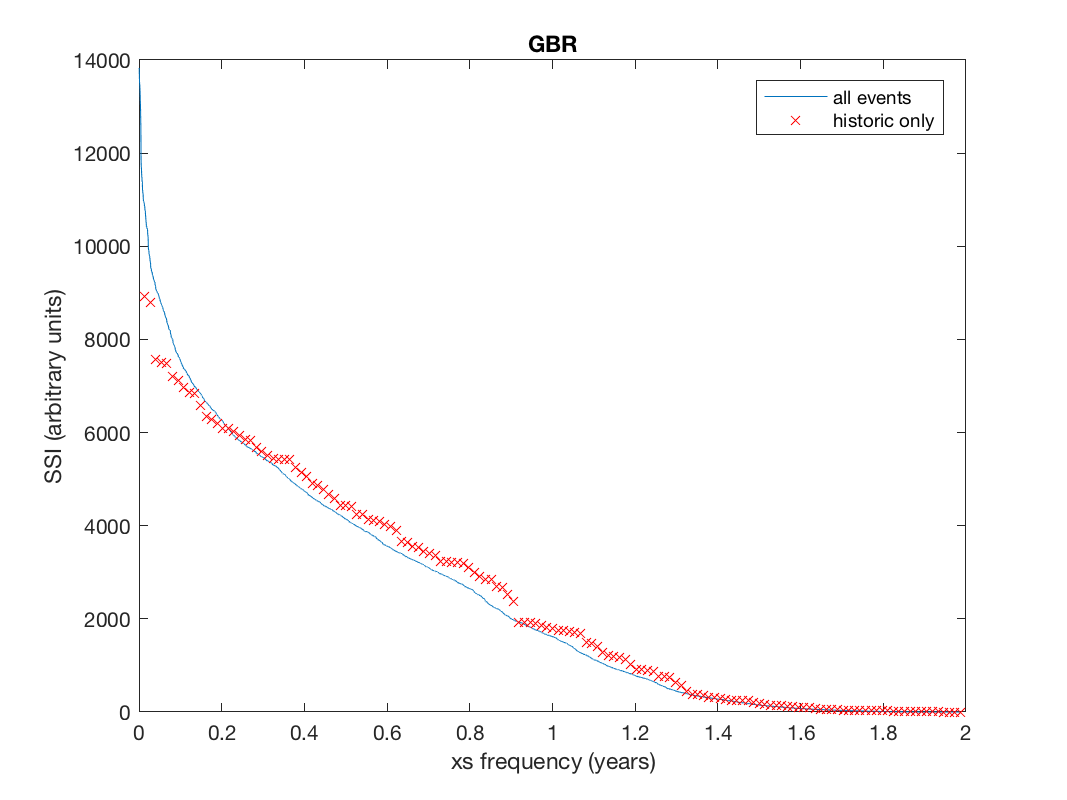 GBR
all events
historic only
14000
12000
10000
8000
6000
4000
2000
0
SSI (arbitrary units)
0 0.2 0.4 0.6 0.8 1 1.2 1.4 1.6 1.8 2
xs frequency (years)